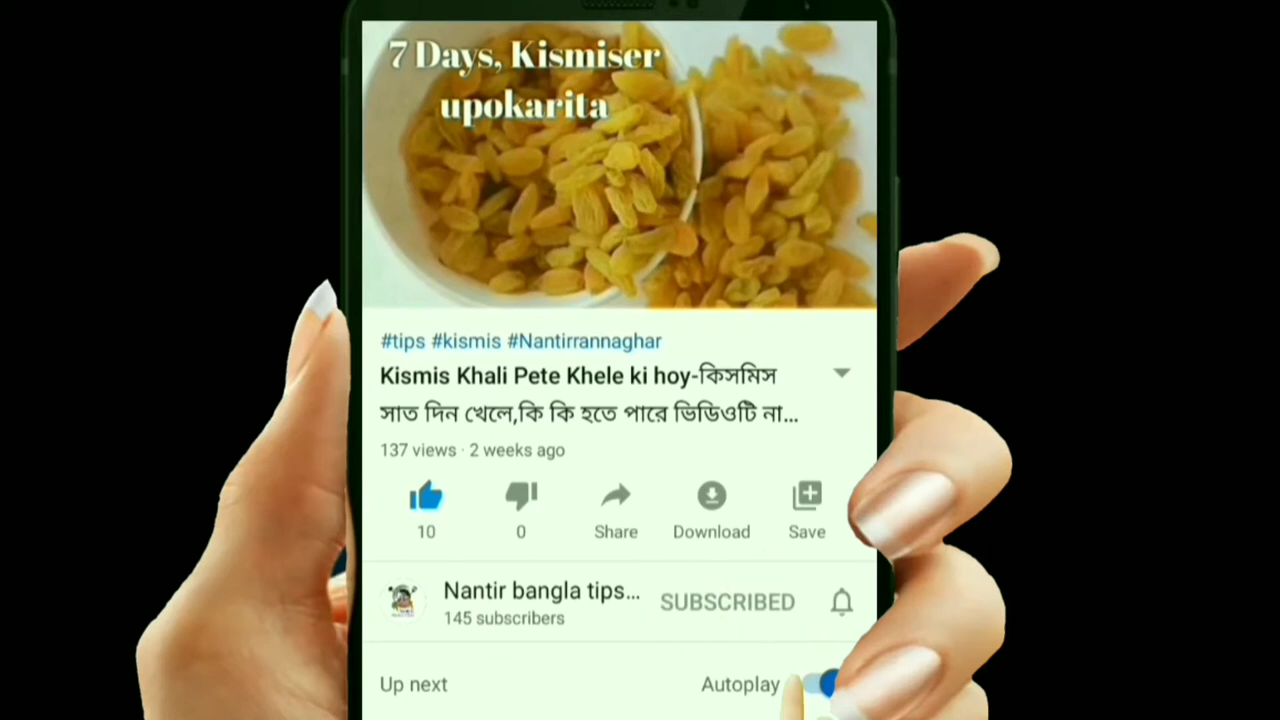 7 Days, Kismiser
upokarita
#tips #kismis #Nantirrannaghar
Kismis Khali Pete Khele ki hoy-কিসমিস
সাত দিন খেলে,কি কি হতে পারে ভিডিওটি না...
137 views · 2 weeks ago
10 0 Share Download Save
Nantir bangla tips...
SUBSCRIBED
145 subscribers
Up next Autoplay